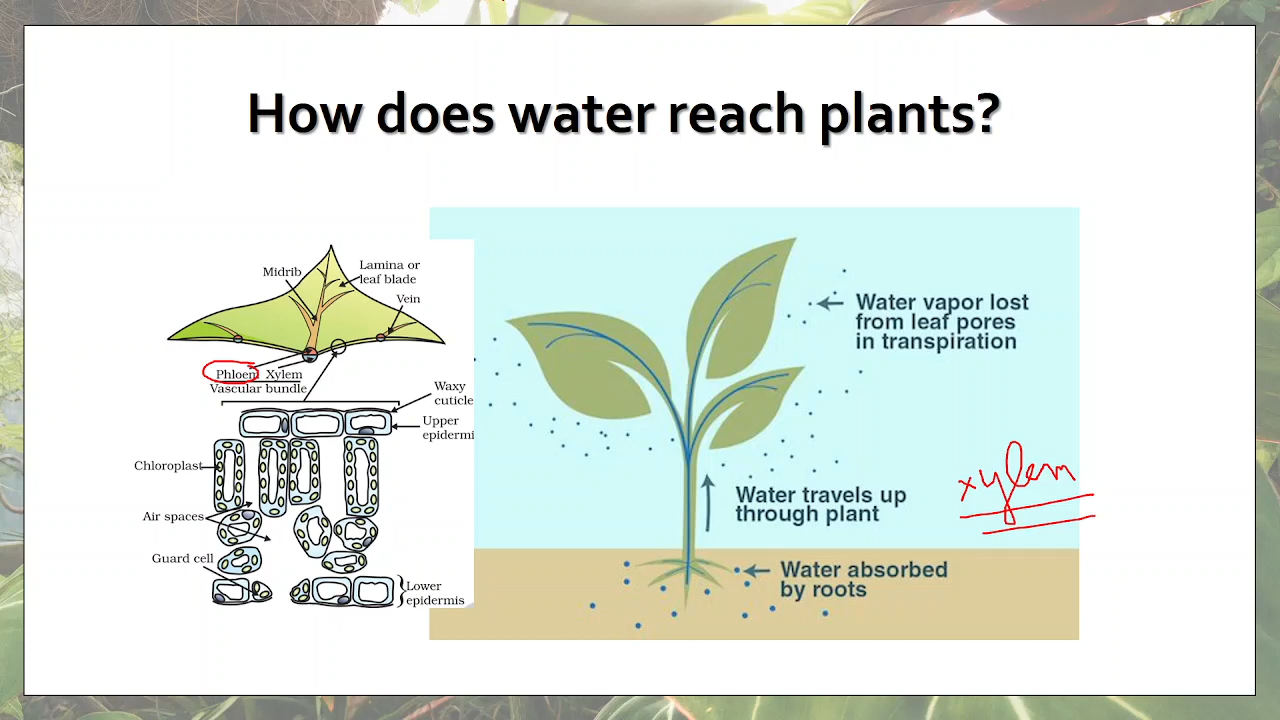 How does water reach plants?
Midrib
Lamina or
leaf blade
Vein
Phloem Xylem
Vascular bundle
Waxy
cuticle
Upper
epidermi
Chloroplast
Air spaces
Guard cell
Lower
epidermis
Water vapor lost
from leaf pores
in transpiration
Water travels up
through plant
xylem
Water absorbed
by roots